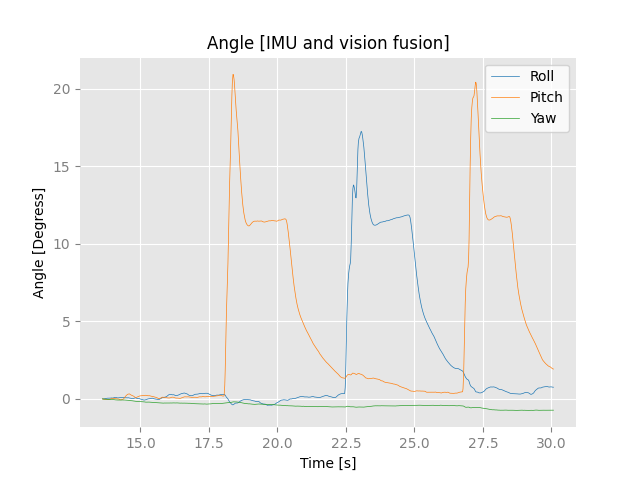 Angle [IMU and vision fusion]
Roll
Pitch
Yaw
20
15
10
5
0
Angle [Degress]
15.0 17.5 20.0 22.5 25.0 27.5 30.0
Time [s]